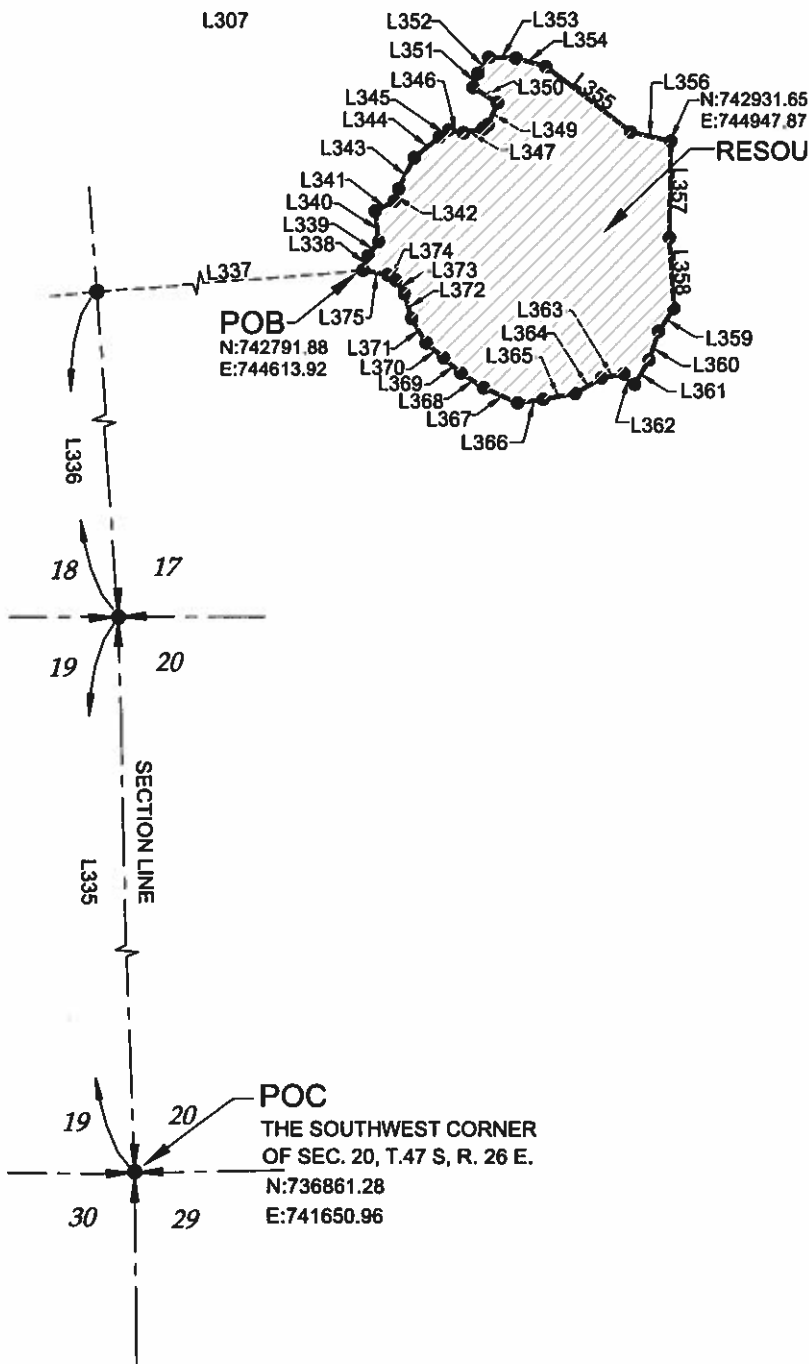 L307
L352
L353
L354
L351
L346
L350
L355
L356
N:742931.65
E:744947.87
L345
L344
L349
RESOU
L343
L347
L341
L340
L342
L357
L339
L338
L374
L337
L373
L372
L358
L375
POB
N:742791.88
E:744613.92
L363
L364
L365
L359
L371
L370
L360
L369
L361
L368
L367
L362
L366
L336
18
17
19
20
SECTION LINE
L335
19
20
POC
THE SOUTHWEST CORNER
OF SEC. 20, T.47 S, R. 26 E.
N:736861.28
E:741650.96
30
29